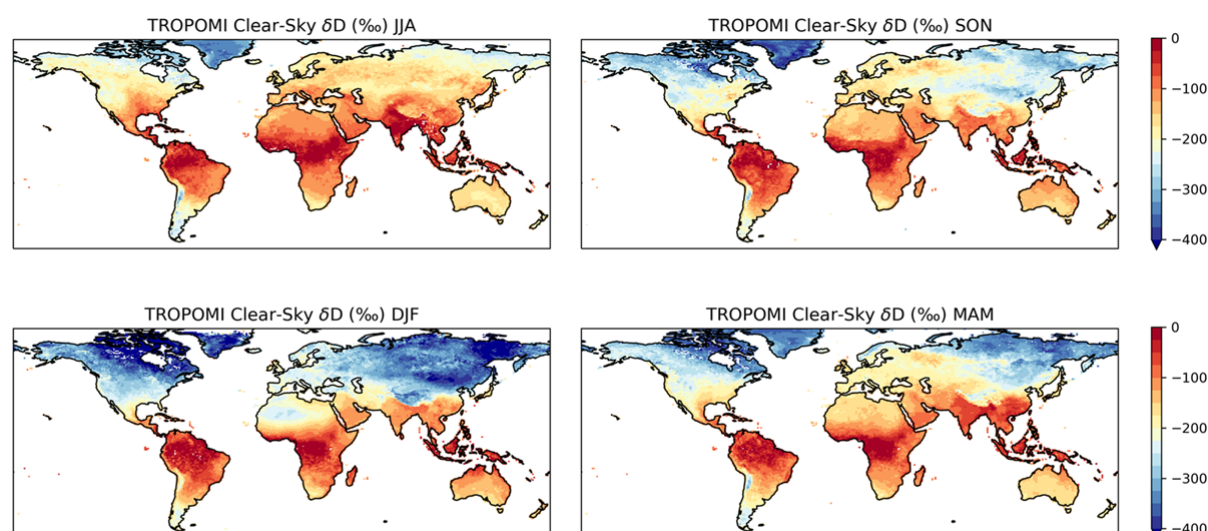 TROPOMI Clear-Sky δD (‰) JJA
TROPOMI Clear-Sky δD (‰) SON
0
−100
−200
−300
−400
TROPOMI Clear-Sky δD (‰) DJF
TROPOMI Clear-Sky δD (‰) MAM
0
−100
−200
−300
−400